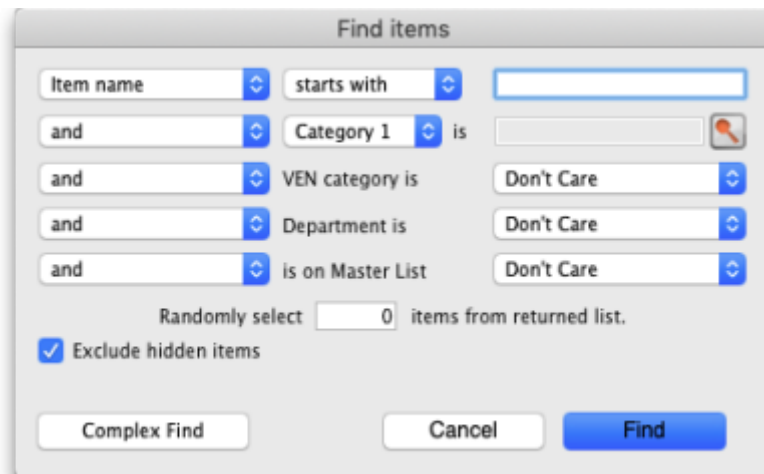 Find items
Item name starts with
and Category 1 is
and VEN category is Don't Care
and Department is Don't Care
and is on Master List Don't Care
Randomly select 0 items from returned list.
Exclude hidden items
Complex Find Cancel Find